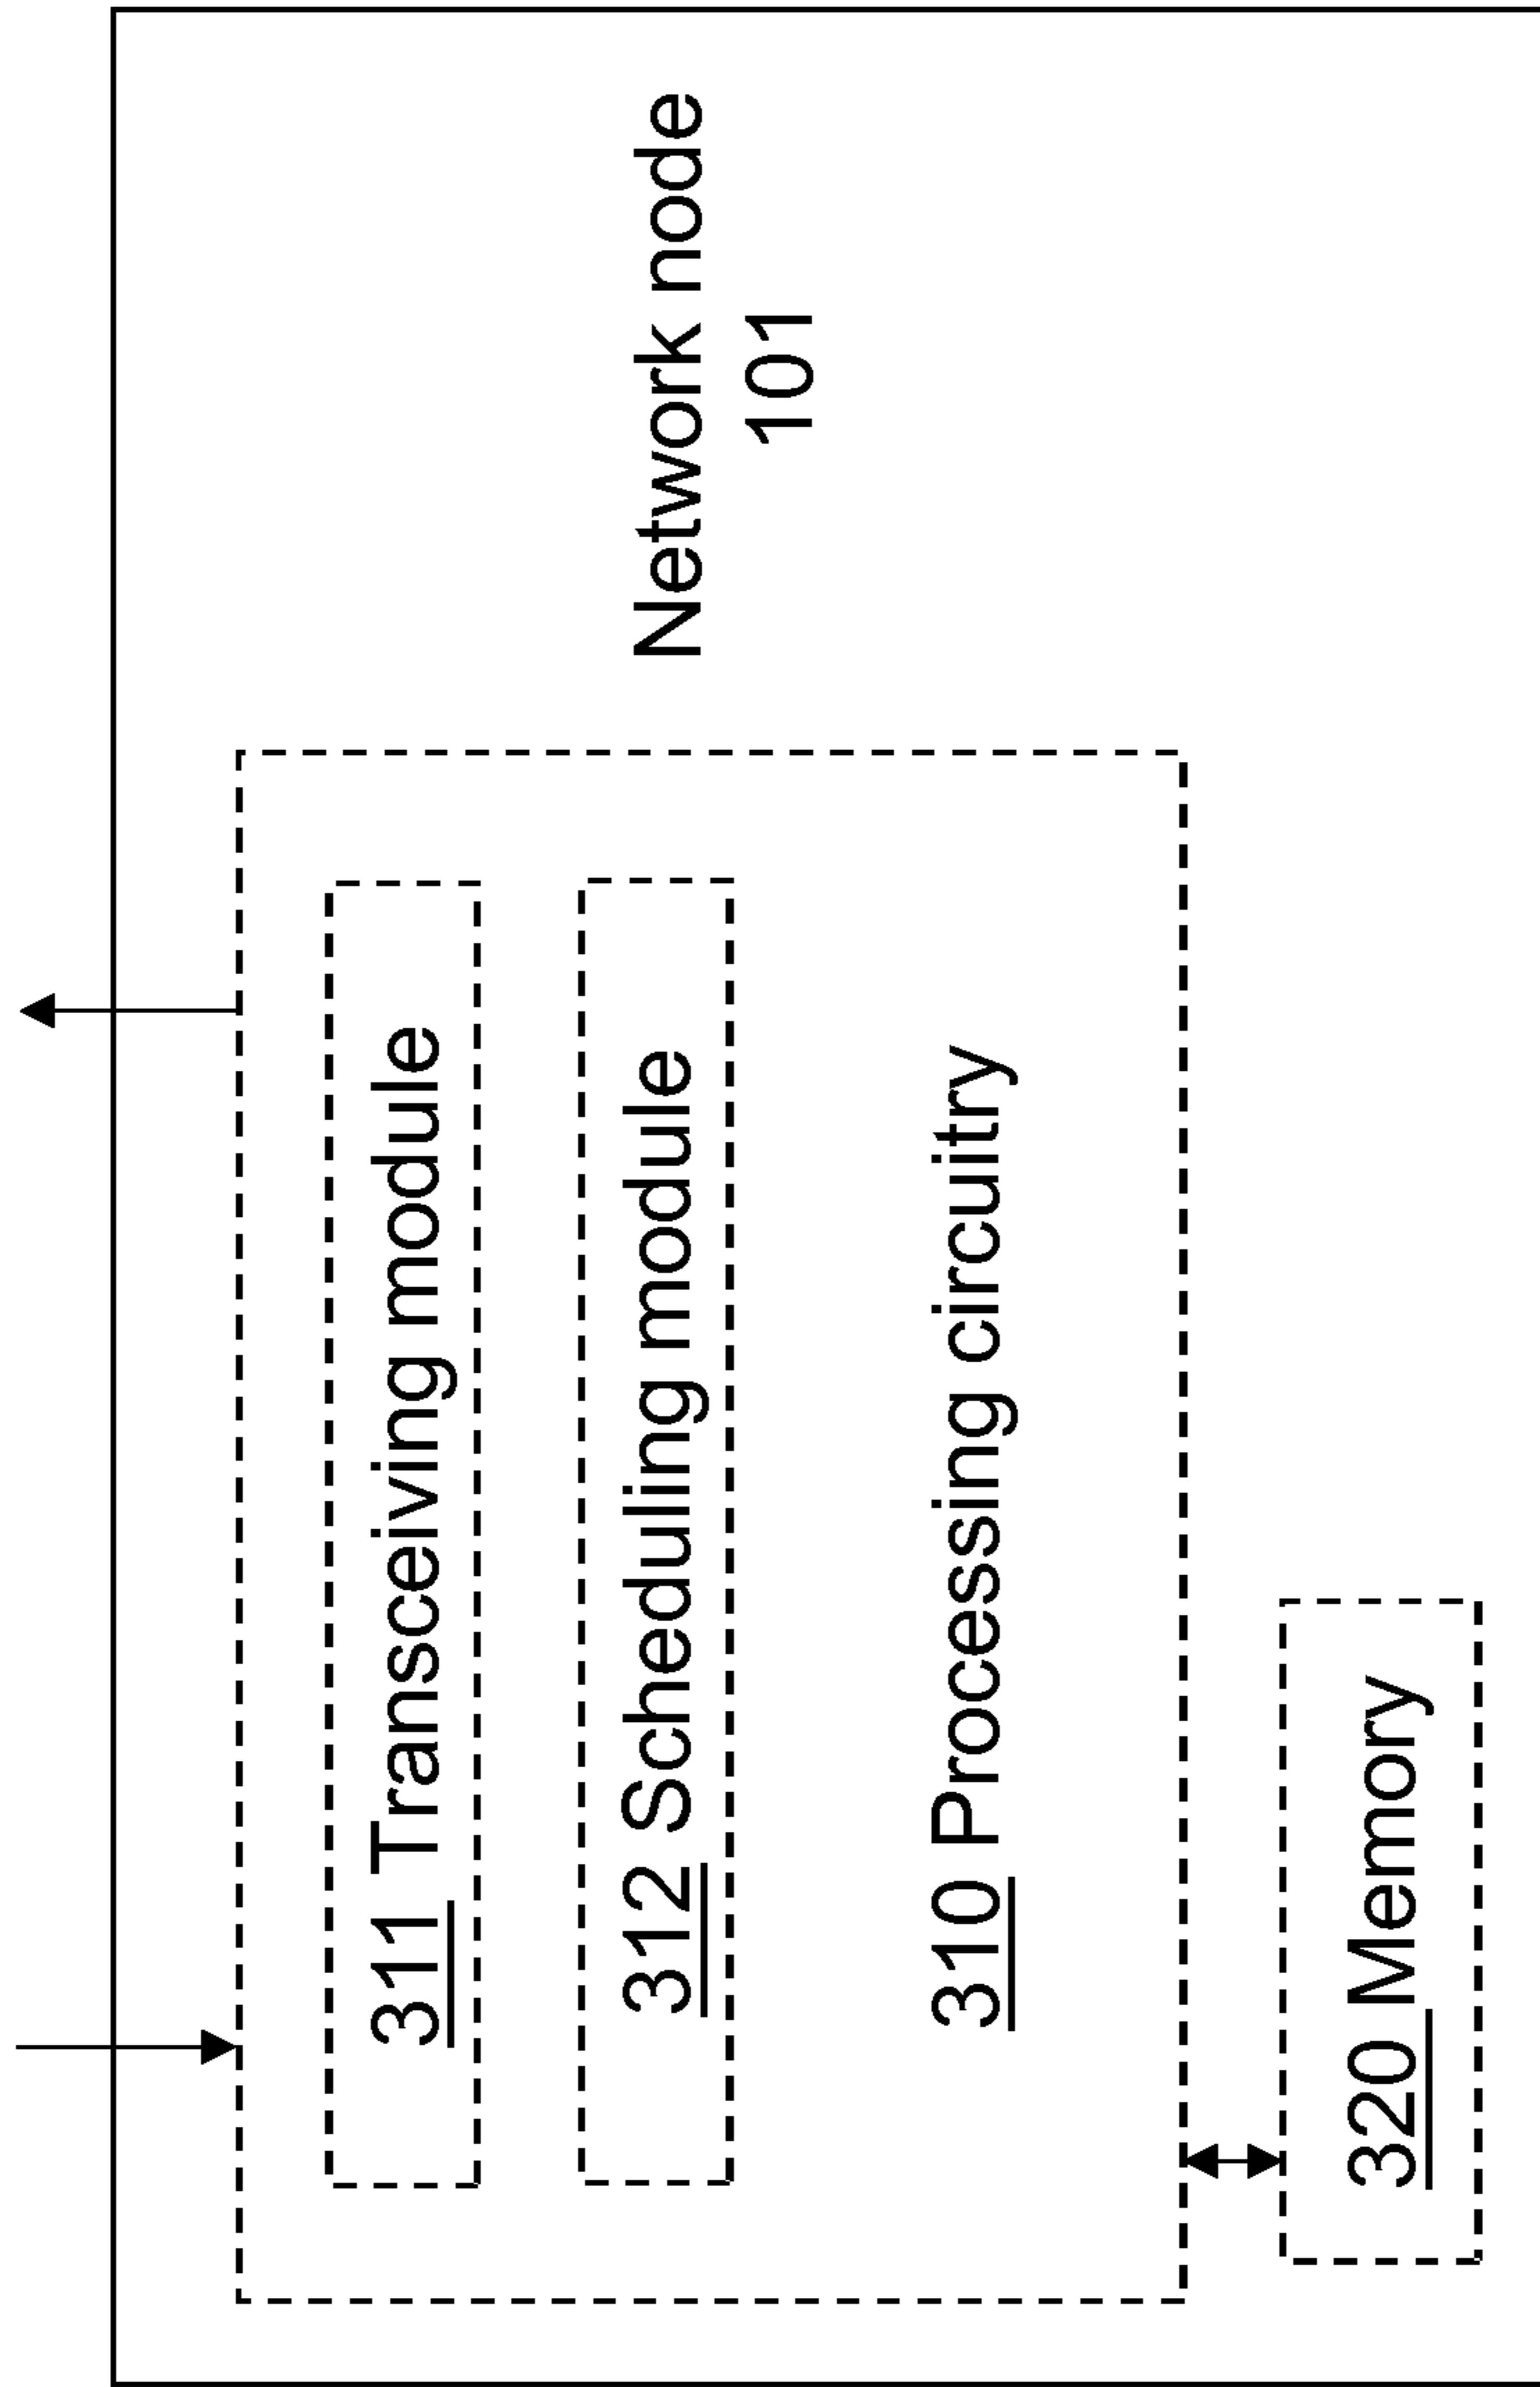 311 Transceiving module
312 Scheduling module
Network node
101
310 Processing circuitry
320 Memory